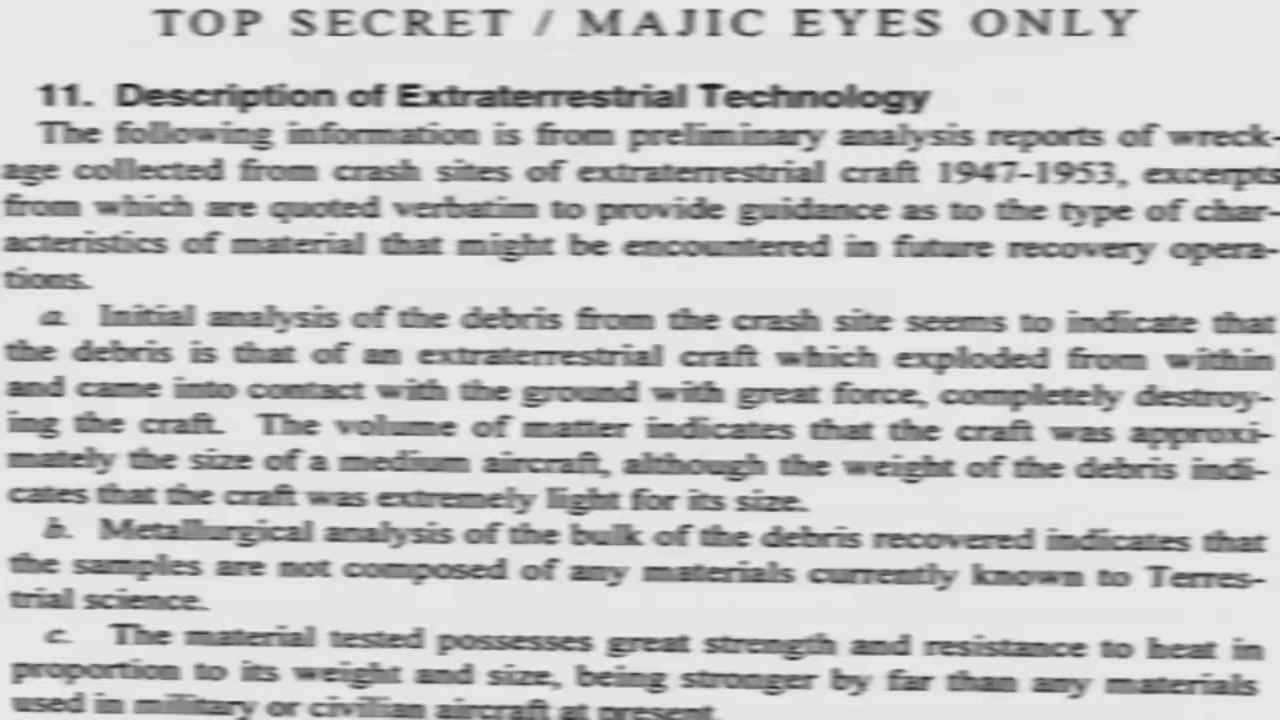 TOP SECRET / MAJIC EYES ONLY
11. Description of Extraterrestrial Technology
The following information is from preliminary analysis reports of wreck-
age collected from crash sites of extraterrestrial craft 1947-1953, excerpts
from which are quoted verbatim to provide guidance as to the type of char-
acteristics of material that might be encountered in future recovery opera-
tions.
a. Initial analysis of the debris from the crash site seems to indicate that
the debris is that of an extraterrestrial craft which exploded from within
and came into contact with the ground with great force, completely destroy-
ing the craft. The volume of matter indicates that the craft was approxi-
mately the size of a medium aircraft, although the weight of the debris indi-
cates that the craft was extremely light for its size.
b. Metallurgical analysis of the bulk of the debris recovered indicates that
the samples are not composed of any materials currently known to Terres-
trial science.
c. The material tested possesses great strength and resistance to heat in
proportion to its weight and size, being stronger by far than any materials
used in military or civilian aircraft at present.